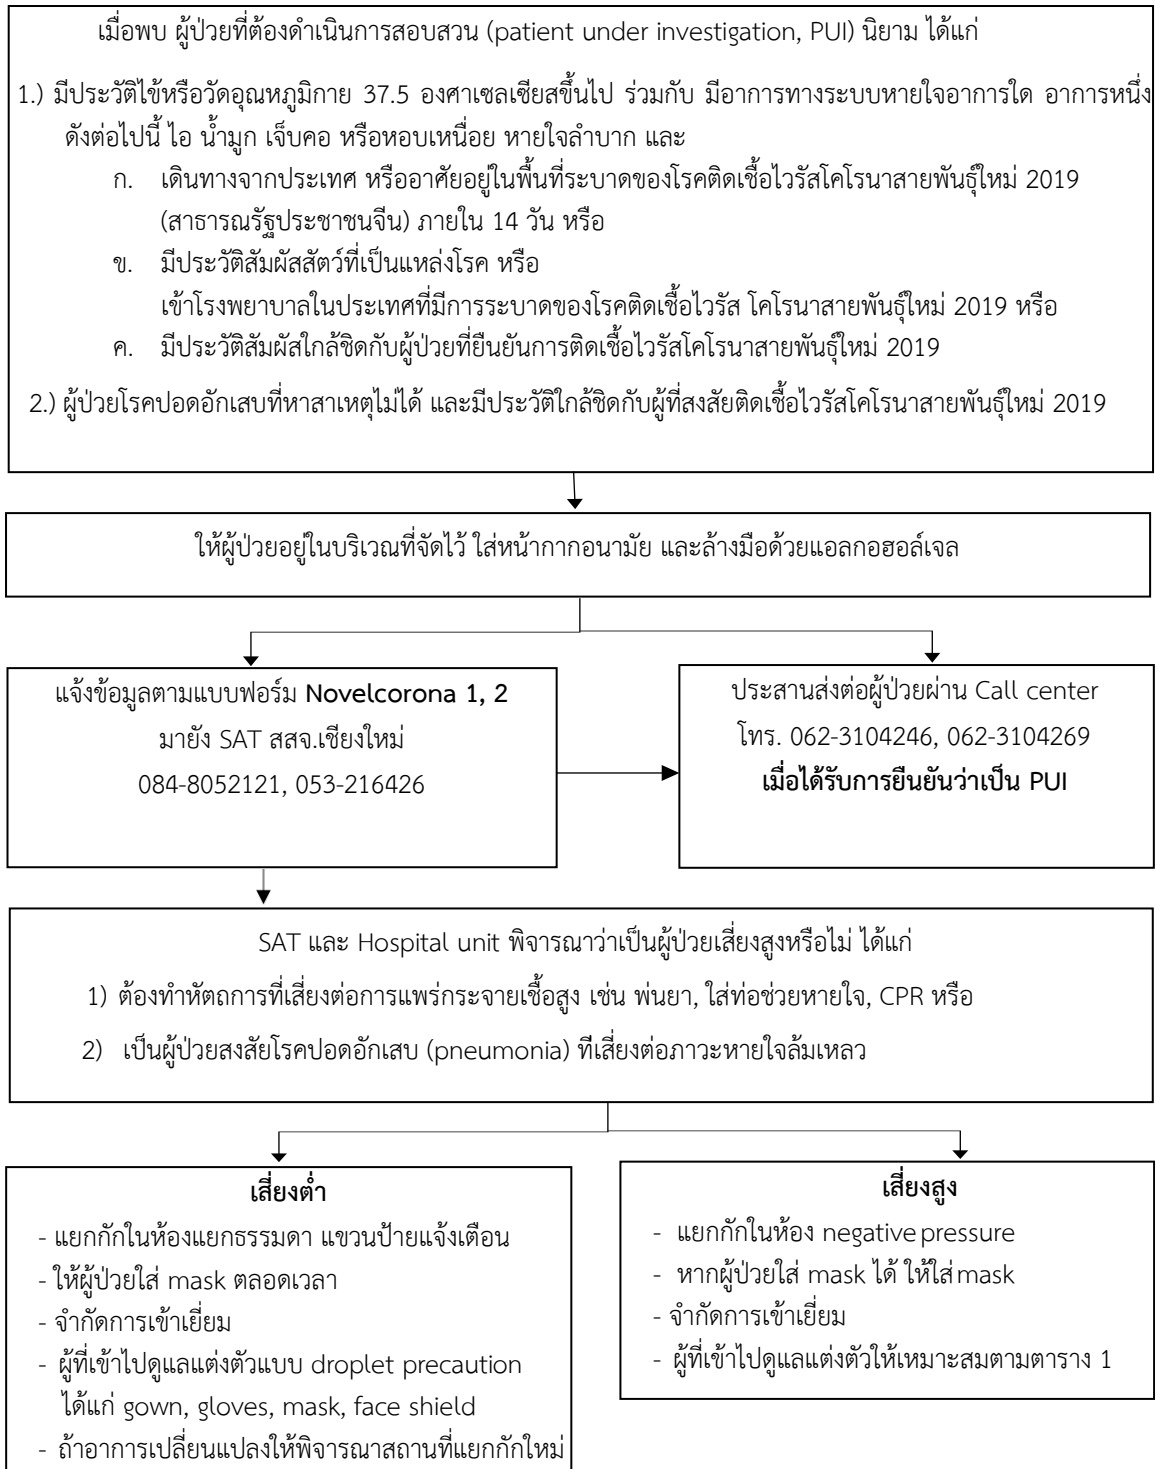 เมื่อพบ ผู้ป่วยที่ต้องดำเนินการสอบสวน (patient under investigation, PUI) นิยาม ได้แก่
1.) มีประวัติไข้หรือวัดอุณหภูมิกาย 37.5 องศาเซลเซียสขึ้นไป ร่วมกับ มีอาการทางระบบหายใจอาการใด อาการหนึ่ง
ดังต่อไปนี้ ไอ น้ำมูก เจ็บคอ หรือหอบเหนื่อย หายใจลำบาก และ
ก. เดินทางจากประเทศ หรืออาศัยอยู่ในพื้นที่ระบาดของโรคติดเชื้อไวรัสโคโรนาสายพันธุ์ใหม่ 2019
(สาธารณรัฐประชาชนจีน) ภายใน 14 วัน หรือ
ข. มีประวัติสัมผัสสัตว์ที่เป็นแหล่งโรค หรือ
เข้าโรงพยาบาลในประเทศที่มีการระบาดของโรคติดเชื้อไวรัส โคโรนาสายพันธุ์ใหม่ 2019 หรือ
ค. มีประวัติสัมผัสใกล้ชิดกับผู้ป่วยที่ยืนยันการติดเชื้อไวรัสโคโรนาสายพันธุ์ใหม่ 2019
2.) ผู้ป่วยโรคปอดอักเสบที่หาสาเหตุไม่ได้ และมีประวัติใกล้ชิดกับผู้ที่สงสัยติดเชื้อไวรัสโคโรนาสายพันธุ์ใหม่ 2019
ให้ผู้ป่วยอยู่ในบริเวณที่จัดไว้ ใส่หน้ากากอนามัย และล้างมือด้วยแอลกอฮอล์เจล
แจ้งข้อมูลตามแบบฟอร์ม Novelcorona 1, 2
มายัง SAT สสจ.เชียงใหม่
084-8052121, 053-216426
ประสานส่งต่อผู้ป่วยผ่าน Call center
โทร. 062-3104246, 062-3104269
เมื่อได้รับการยืนยันว่าเป็น PUI
SAT และ Hospital unit พิจารณาว่าเป็นผู้ป่วยเสี่ยงสูงหรือไม่ ได้แก่
1) ต้องทำหัตถการที่เสี่ยงต่อการแพร่กระจายเชื้อสูง เช่น พ่นยา, ใส่ท่อช่วยหายใจ, CPR หรือ
2) เป็นผู้ป่วยสงสัยโรคปอดอักเสบ (pneumonia) ทีเสี่ยงต่อภาวะหายใจล้มเหลว
เสี่ยงต่ำ
- แยกกักในห้องแยกธรรมดา แขวนป้ายแจ้งเตือน
- ให้ผู้ป่วยใส่ mask ตลอดเวลา
- จำกัดการเข้าเยี่ยม
- ผู้ที่เข้าไปดูแลแต่งตัวแบบ droplet precaution
ได้แก่ gown, gloves, mask, face shield
- ถ้าอาการเปลี่ยนแปลงให้พิจารณาสถานที่แยกกักใหม่
เสี่ยงสูง
- แยกกักในห้อง negative pressure
- หากผู้ป่วยใส่ mask ได้ ให้ใส่ mask
- จำกัดการเข้าเยี่ยม
- ผู้ที่เข้าไปดูแลแต่งตัวให้เหมาะสมตามตาราง 1